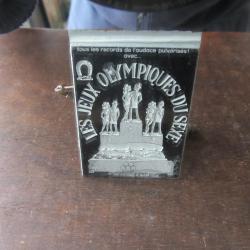 tous les records de l'audace pulvérisés!
avec...
LES JEUX OLYMPIQUES DU SEXE